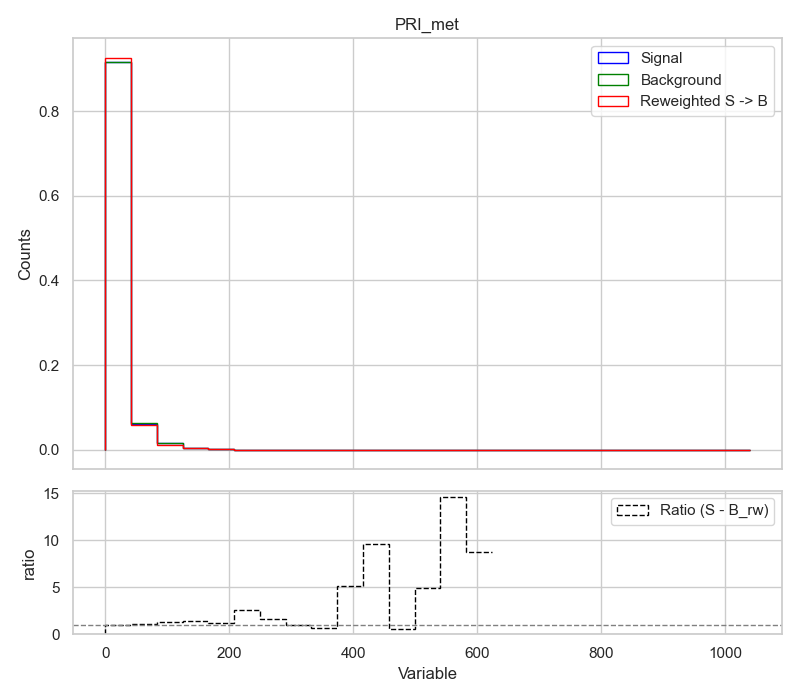 PRI_met
Signal
Background
Reweighted S -> B
Counts
0.8
0.6
0.4
0.2
0.0
Ratio (S - B_rw)
ratio
15
10
5
0
0 200 400 600 800 1000
Variable